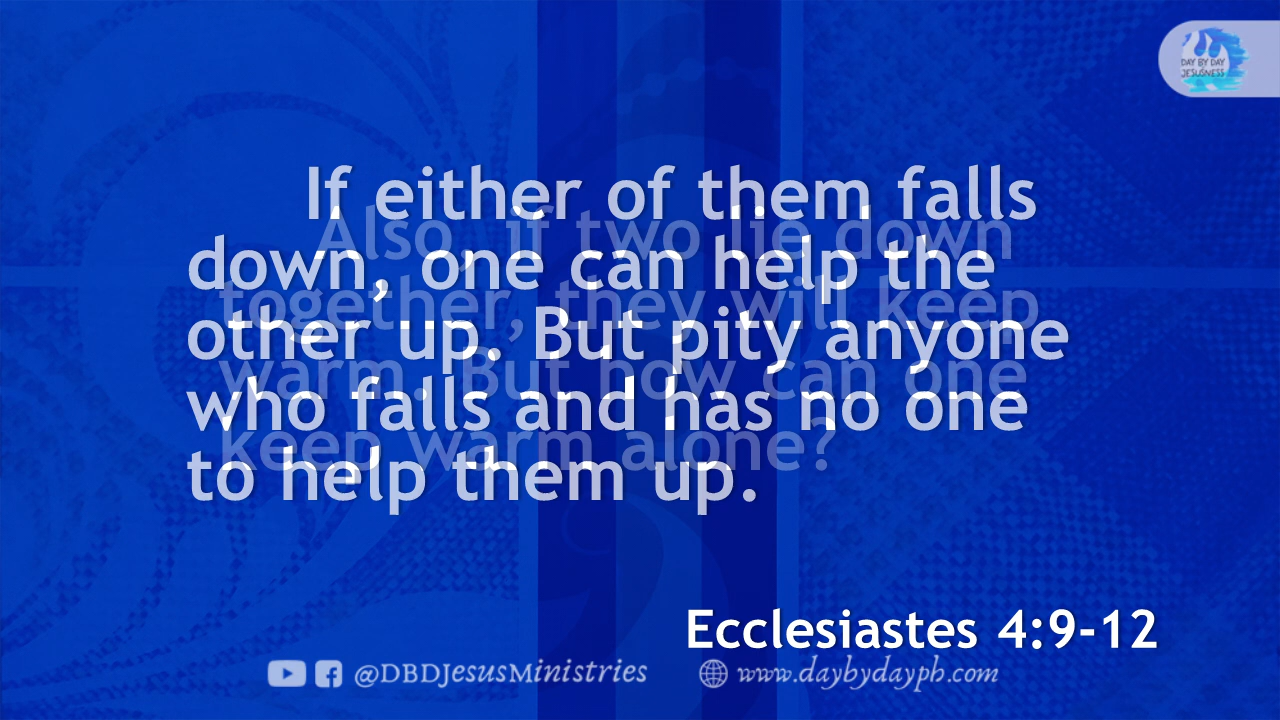 DAY BY DAY
JESUSNESS
If either of them falls
down, one can help the
other up. But pity anyone
who falls and has no one
to help them up.
Also, if two lie down
together, they will keep
warm. But how can one
keep warm alone?
Ecclesiastes 4:9-12
@DBDJesusMinistries
www.daybydayph.com